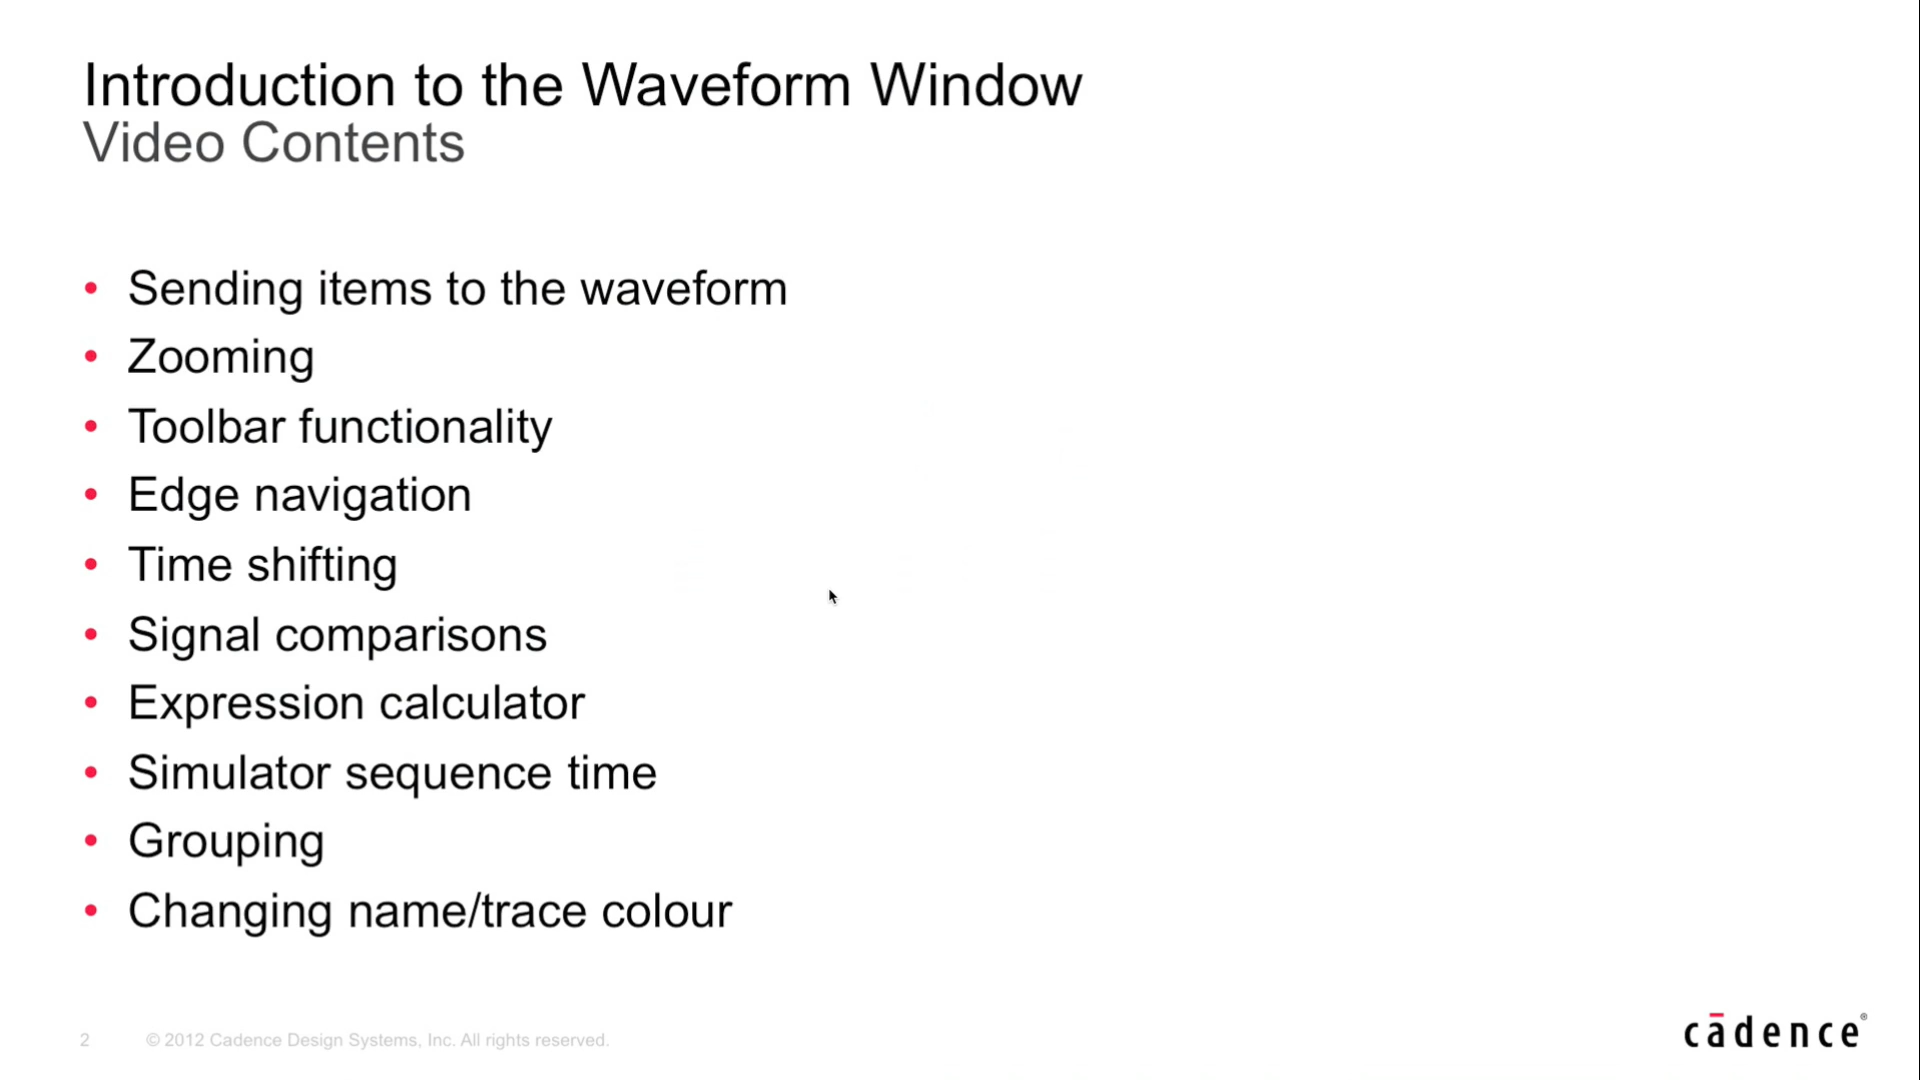 Introduction to the Waveform Window
Video Contents
• Sending items to the waveform
• Zooming
• Toolbar functionality
• Edge navigation
• Time shifting
• Signal comparisons
• Expression calculator
• Simulator sequence time
• Grouping
• Changing name/trace colour
2 © 2012 Cadence Design Systems, Inc. All rights reserved.
cādence®